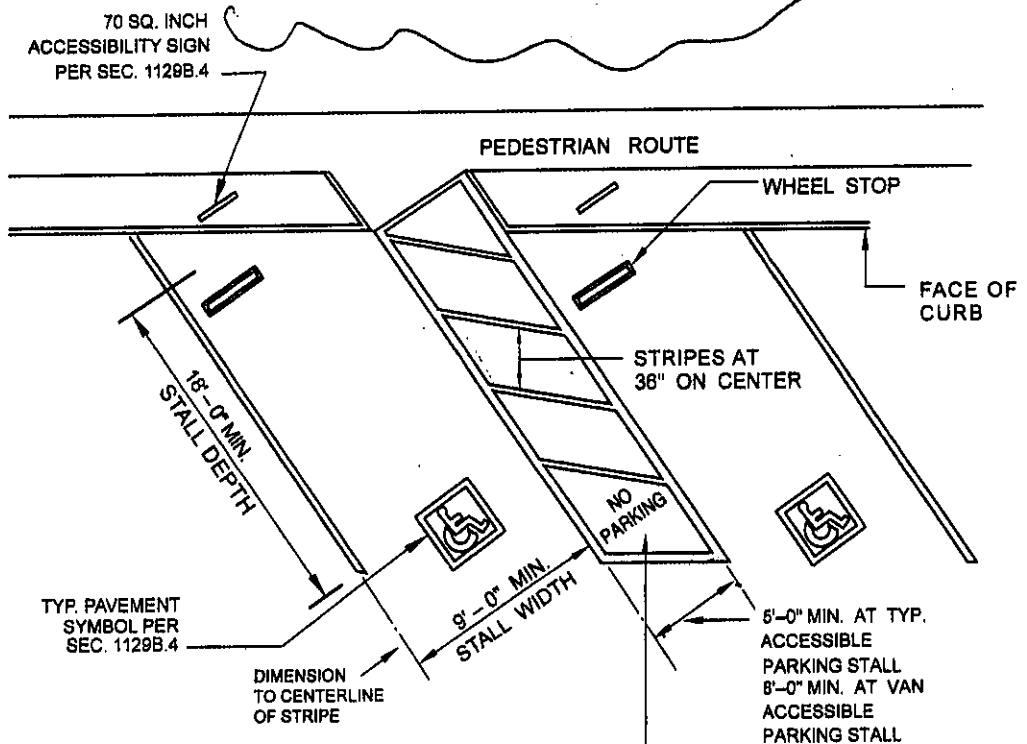 70 SQ. INCH
ACCESSIBILITY SIGN
PER SEC. 1129B.4
PEDESTRIAN ROUTE
WHEEL STOP
FACE OF
CURB
STRIPES AT
36" ON CENTER
18'-0" MIN.
STALL DEPTH
NO
PARKING
9'-0" MIN.
STALL WIDTH
TYP. PAVEMENT
SYMBOL PER
SEC. 1129B.4
DIMENSION
TO CENTERLINE
OF STRIPE
5'-0" MIN. AT TYP.
ACCESSIBLE
PARKING STALL
8'-0" MIN. AT VAN
ACCESSIBLE
PARKING STALL